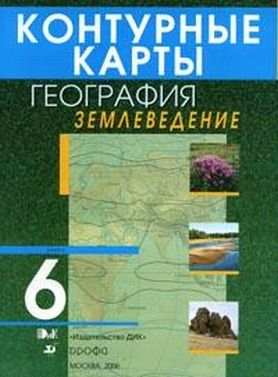 КОНТУРНЫЕ
КАРТЫ
ГЕОГРАФИЯ
ЗЕМЛЕВЕДЕНИЕ
6
«Издательство ДИК»
дрофа
МОСКВА, 2006